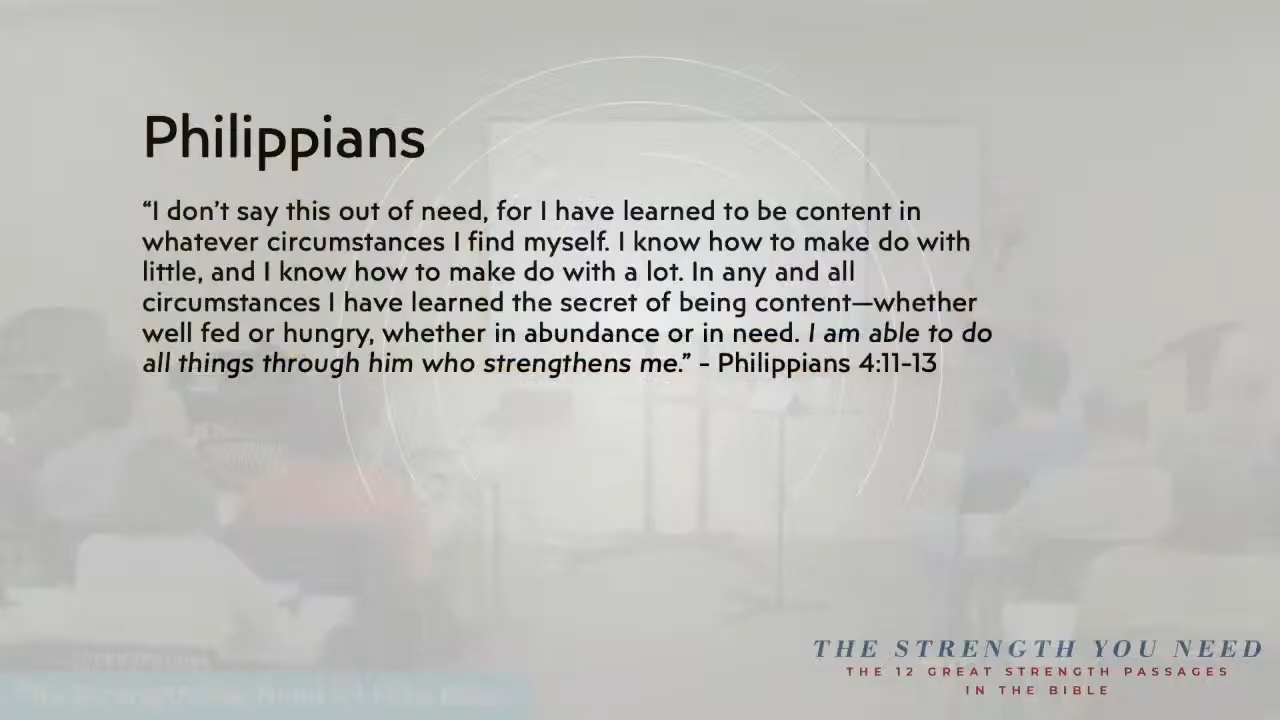 Philippians
“I don’t say this out of need, for I have learned to be content in
whatever circumstances I find myself. I know how to make do with
little, and I know how to make do with a lot. In any and all
circumstances I have learned the secret of being content—whether
well fed or hungry, whether in abundance or in need. I am able to do
all things through him who strengthens me.” - Philippians 4:11-13
THE STRENGTH YOU NEED
THE 12 GREAT STRENGTH PASSAGES
IN THE BIBLE